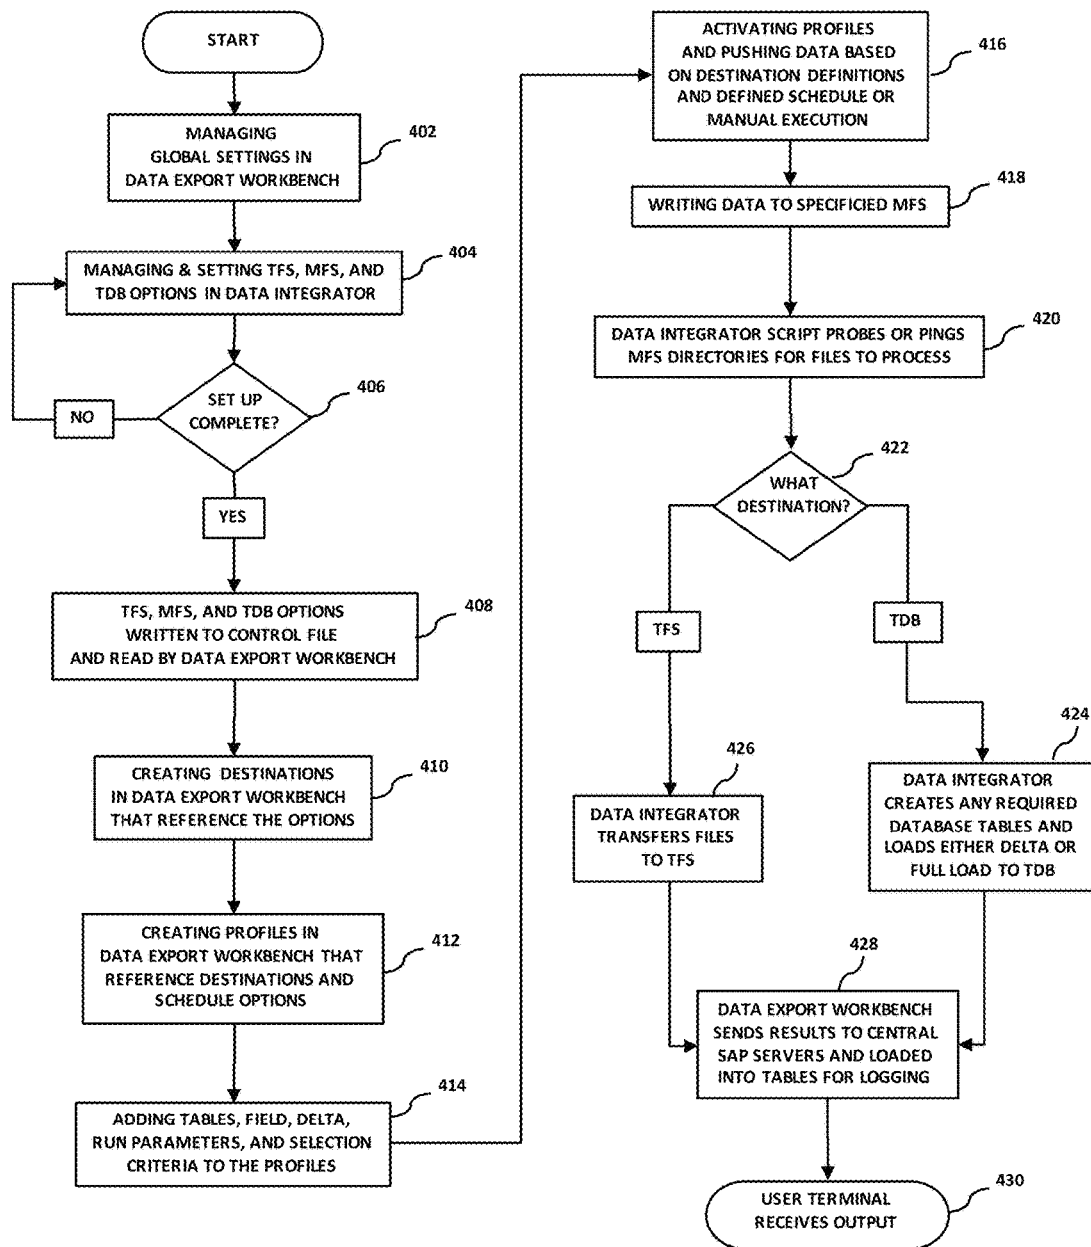 START
MANAGING
GLOBAL SETTINGS IN
DATA EXPORT WORKBENCH
402
MANAGING & SETTING TFS, MFS, AND
TDB OPTIONS IN DATA INTEGRATOR
404
SET UP
COMPLETE?
406
NO
YES
TFS, MFS, AND TDB OPTIONS
WRITTEN TO CONTROL FILE
AND READ BY DATA EXPORT WORKBENCH
408
CREATING DESTINATIONS
IN DATA EXPORT WORKBENCH
THAT REFERENCE THE OPTIONS
410
CREATING PROFILES IN
DATA EXPORT WORKBENCH THAT
REFERENCE DESTINATIONS AND
SCHEDULE OPTIONS
412
ADDING TABLES, FIELD, DELTA,
RUN PARAMETERS, AND SELECTION
CRITERIA TO THE PROFILES
414
ACTIVATING PROFILES
AND PUSHING DATA BASED
ON DESTINATION DEFINITIONS
AND DEFINED SCHEDULE OR
MANUAL EXECUTION
416
WRITING DATA TO SPECIFICIED MFS
418
DATA INTEGRATOR SCRIPT PROBES OR PINGS
MFS DIRECTORIES FOR FILES TO PROCESS
420
WHAT
DESTINATION?
422
TFS
TDB
DATA INTEGRATOR
TRANSFERS FILES
TO TFS
426
DATA INTEGRATOR
CREATES ANY REQUIRED
DATABASE TABLES AND
LOADS EITHER DELTA OR
FULL LOAD TO TDB
424
DATA EXPORT WORKBENCH
SENDS RESULTS TO CENTRAL
SAP SERVERS AND LOADED
INTO TABLES FOR LOGGING
428
USER TERMINAL
RECEIVES OUTPUT
430